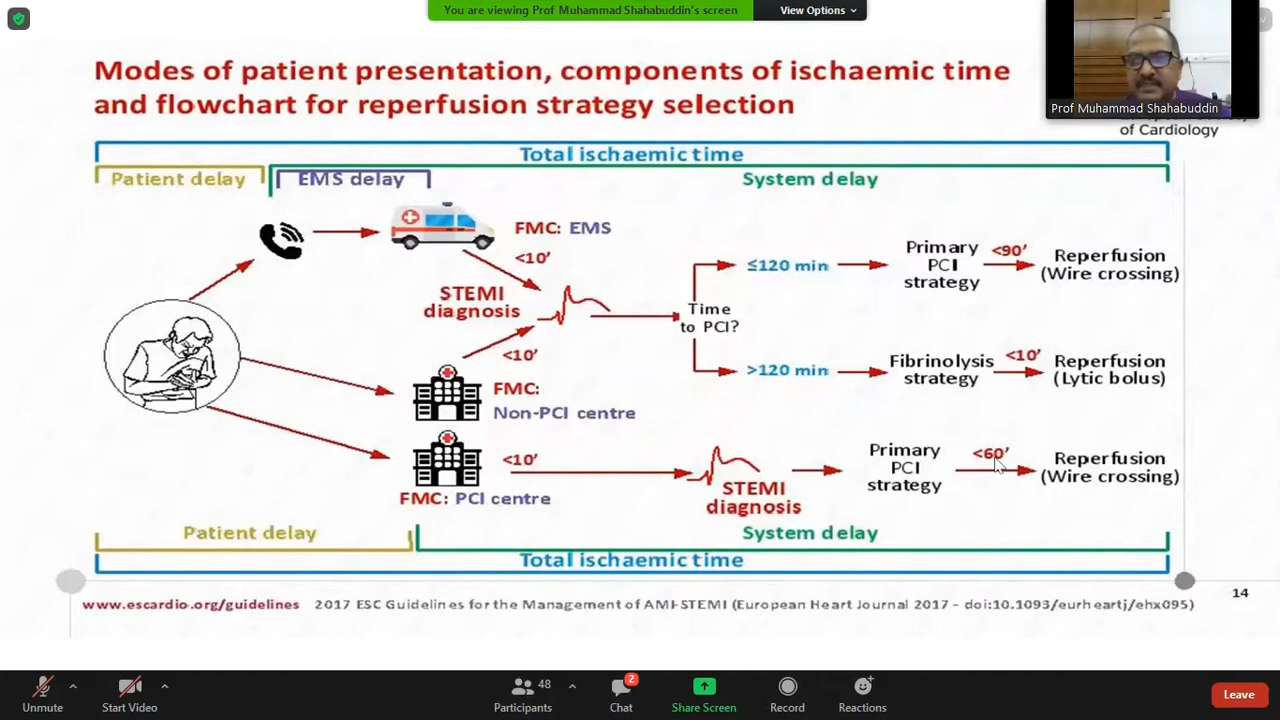 You are viewing Prof Muhammad Shahabuddin's screen
View Options
Modes of patient presentation, components of ischaemic time
and flowchart for reperfusion strategy selection
Prof Muhammad Shahabuddin
of Cardiology
Total ischaemic time
Patient delay
EMS delay
System delay
FMC: EMS
<10'
STEMI
diagnosis
<10'
FMC:
Non-PCI centre
Time
to PCI?
≤120 min
Primary
PCI
strategy
<90'
Reperfusion
(Wire crossing)
>120 min
Fibrinolysis
strategy
<10'
Reperfusion
(Lytic bolus)
<10'
FMC: PCI centre
STEMI
diagnosis
Primary
PCI
strategy
<60'
Reperfusion
(Wire crossing)
Patient delay
System delay
Total ischaemic time
14
www.escardio.org/guidelines 2017 ESC Guidelines for the Management of AMI-STEMI (European Heart Journal 2017 - doi:10.1093/eurheartj/ehx095)
Unmute
Start Video
48
Participants
2
Chat
Share Screen
Record
Reactions
Leave